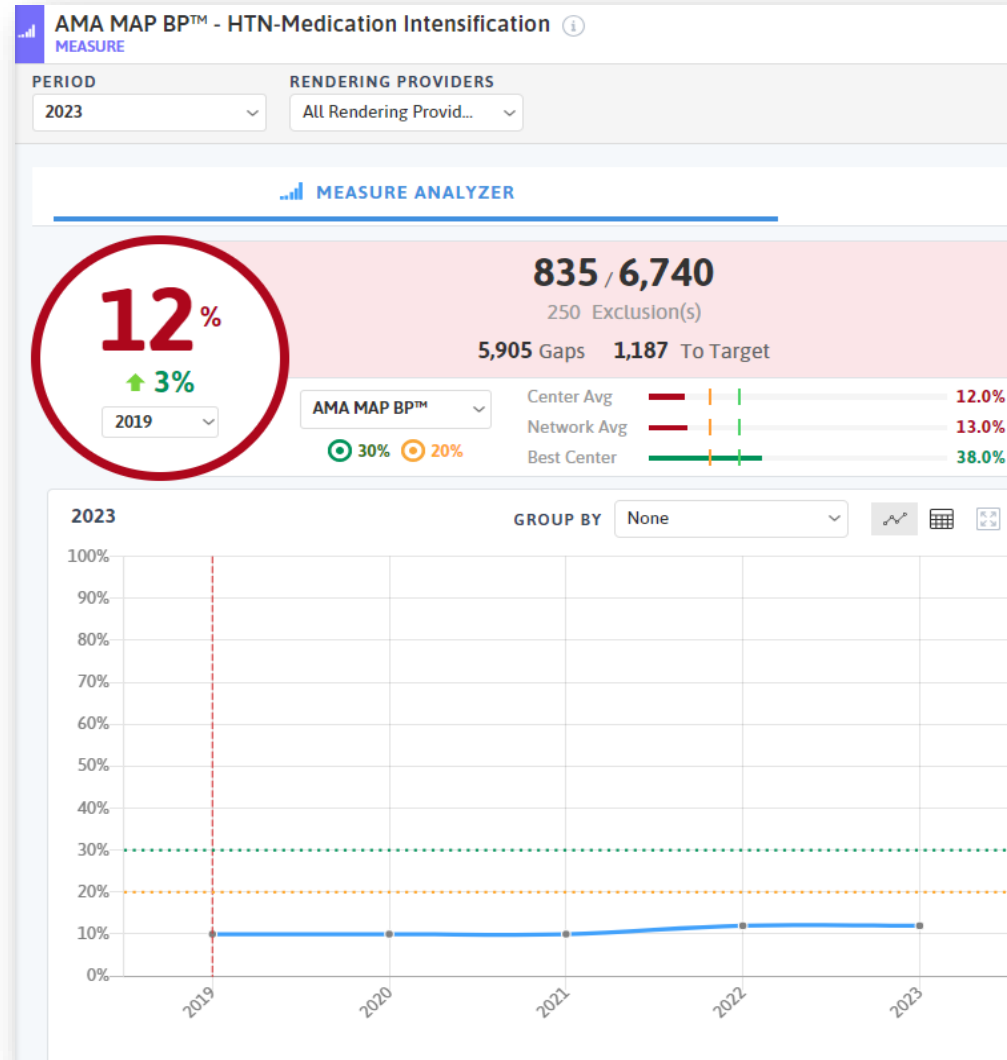 AMA MAP BP™ - HTN-Medication Intensification
MEASURE
PERIOD
RENDERING PROVIDERS
2023
All Rendering Provid...
MEASURE ANALYZER
12%
3%
2019
835 / 6,740
250 Exclusion(s)
5,905 Gaps 1,187 To Target
AMA MAP BP™
30% 20%
Center Avg 12.0%
Network Avg 13.0%
Best Center 38.0%
2023
GROUP BY None
100%
90%
80%
70%
60%
50%
40%
30%
20%
10%
0%
2019 2020 2021 2022 2023